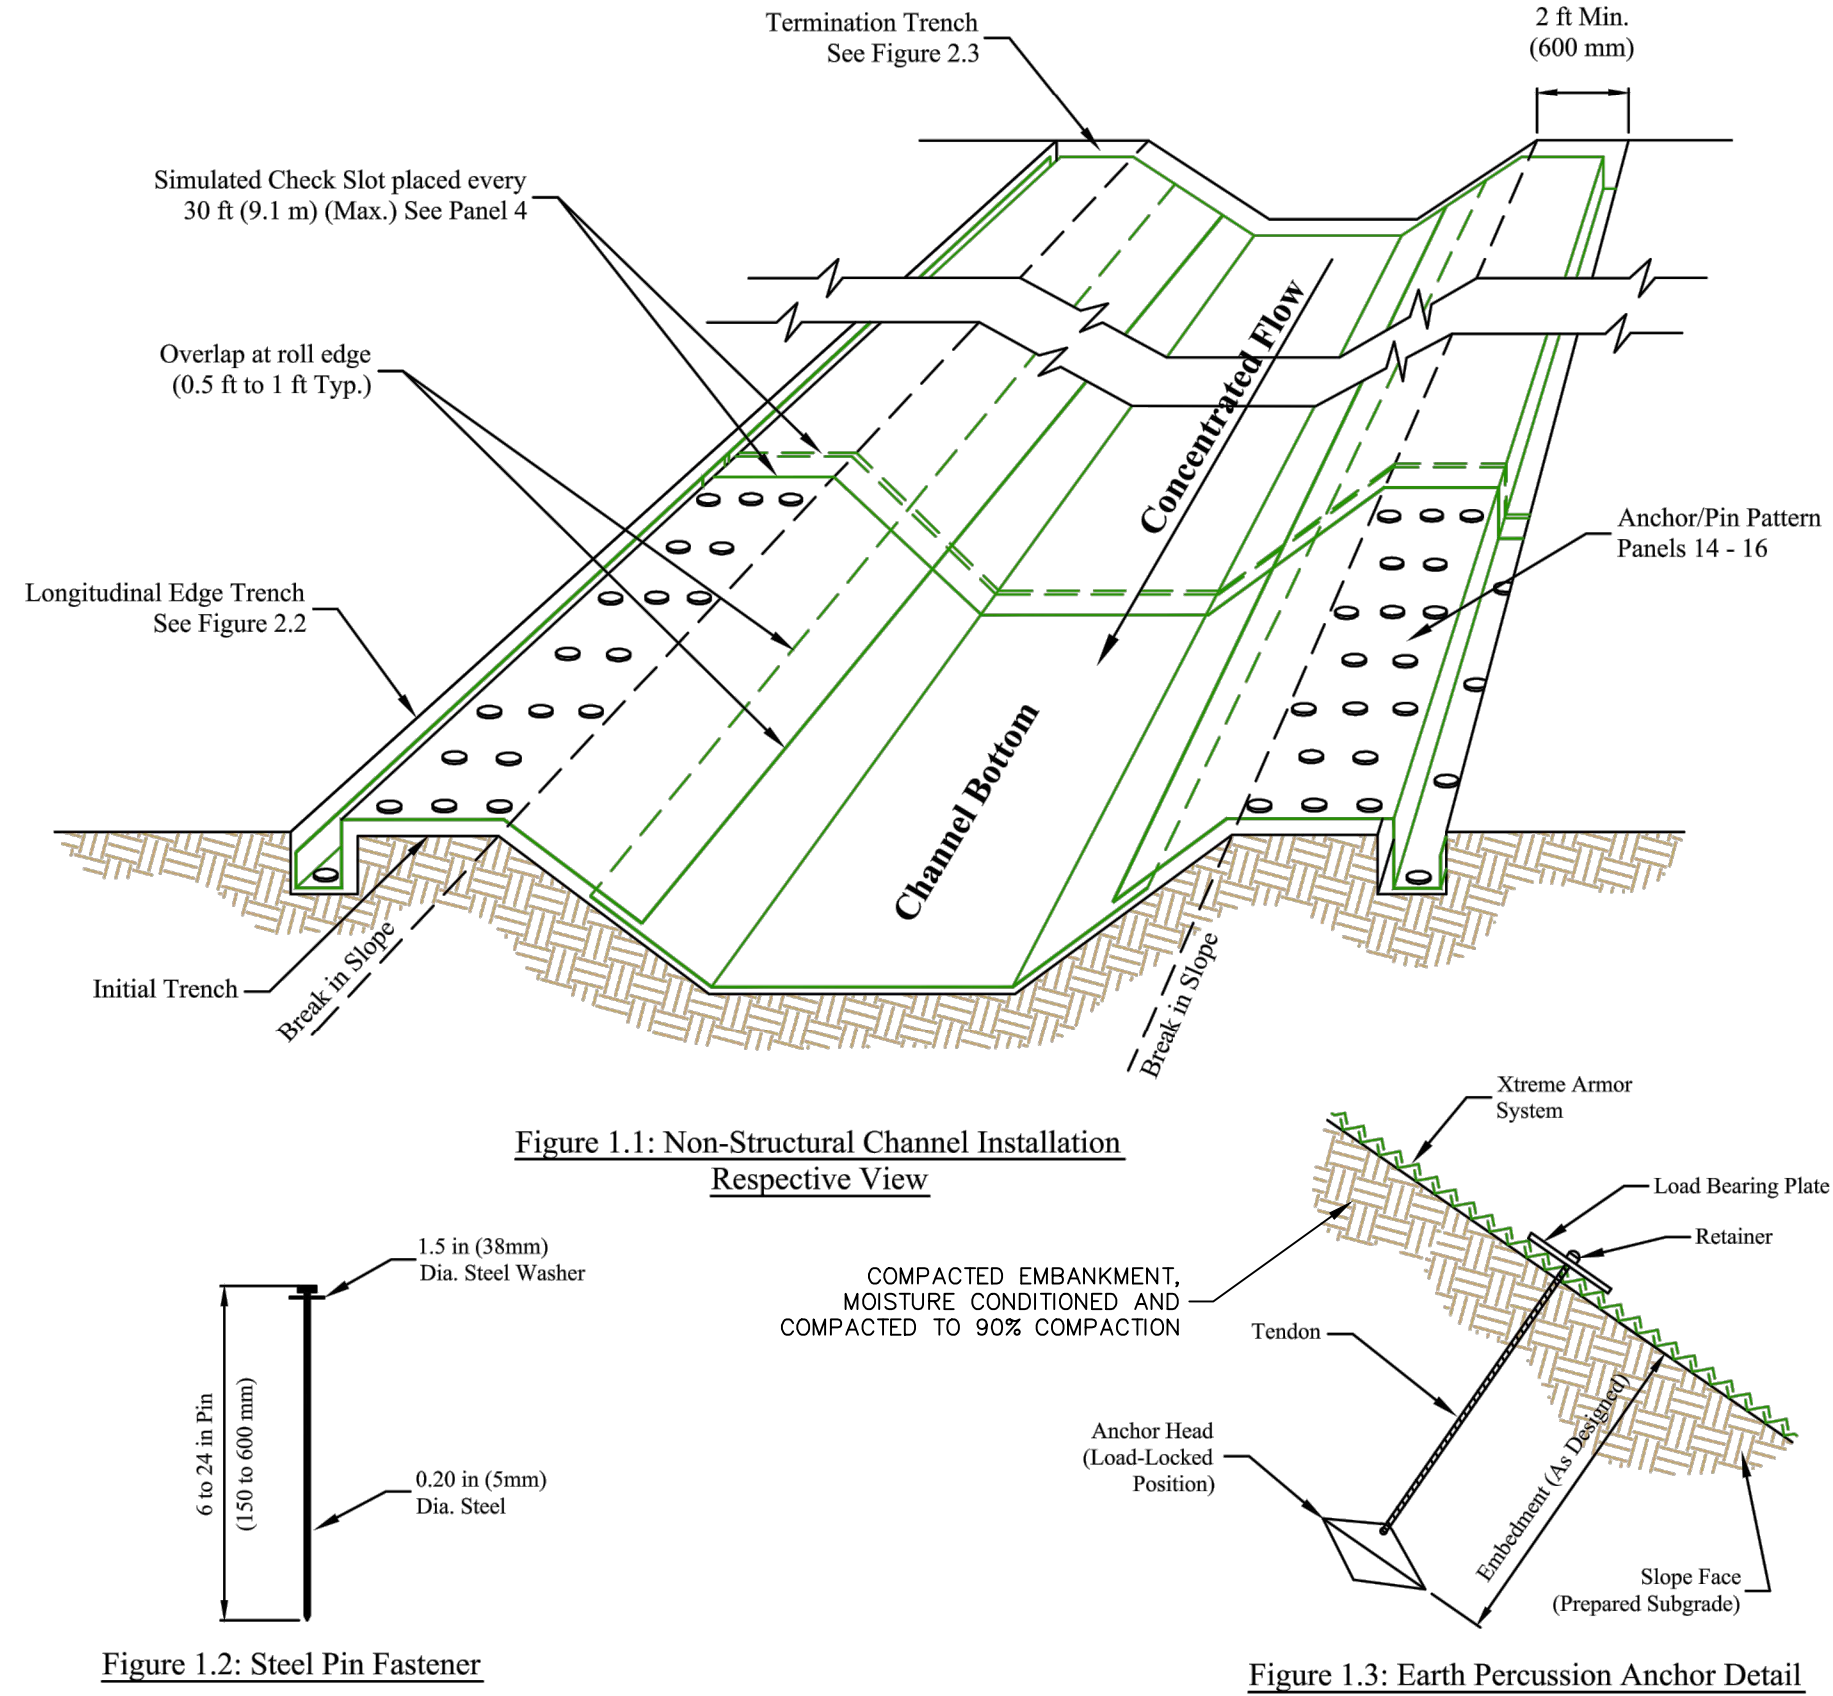 Termination Trench
See Figure 2.3
2 ft Min.
(600 mm)
Simulated Check Slot placed every
30 ft (9.1 m) (Max.) See Panel 4
Overlap at roll edge
(0.5 ft to 1 ft Typ.)
Concentrated Flow
Anchor/Pin Pattern
Panels 14 - 16
Longitudinal Edge Trench
See Figure 2.2
Channel Bottom
Initial Trench
Break in Slope
Break in Slope
Figure 1.1: Non-Structural Channel Installation
Respective View
Xtreme Armor
System
Load Bearing Plate
Retainer
COMPACTED EMBANKMENT,
MOISTURE CONDITIONED AND
COMPACTED TO 90% COMPACTION
Tendon
Anchor Head
(Load-Locked
Position)
Embedment (As Designed)
Slope Face
(Prepared Subgrade)
1.5 in (38mm)
Dia. Steel Washer
6 to 24 in Pin
(150 to 600 mm)
0.20 in (5mm)
Dia. Steel
Figure 1.2: Steel Pin Fastener
Figure 1.3: Earth Percussion Anchor Detail